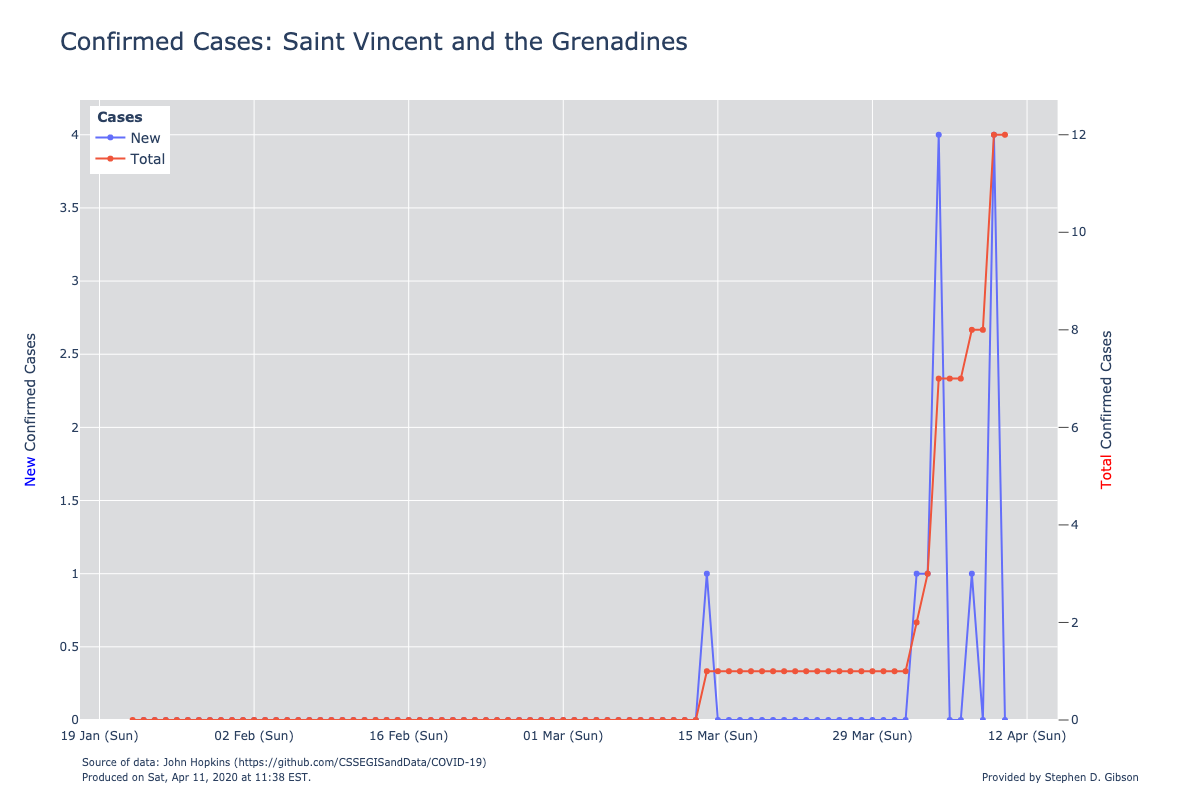 Confirmed Cases: Saint Vincent and the Grenadines
Cases
New
Total
4
3.5
3
2.5
2
1.5
1
0.5
0
New Confirmed Cases
12
10
8
6
4
2
0
Total Confirmed Cases
19 Jan (Sun) 02 Feb (Sun) 16 Feb (Sun) 01 Mar (Sun) 15 Mar (Sun) 29 Mar (Sun) 12 Apr (Sun)
Source of data: John Hopkins (https://github.com/CSSEGISandData/COVID-19)
Produced on Sat, Apr 11, 2020 at 11:38 EST.
Provided by Stephen D. Gibson